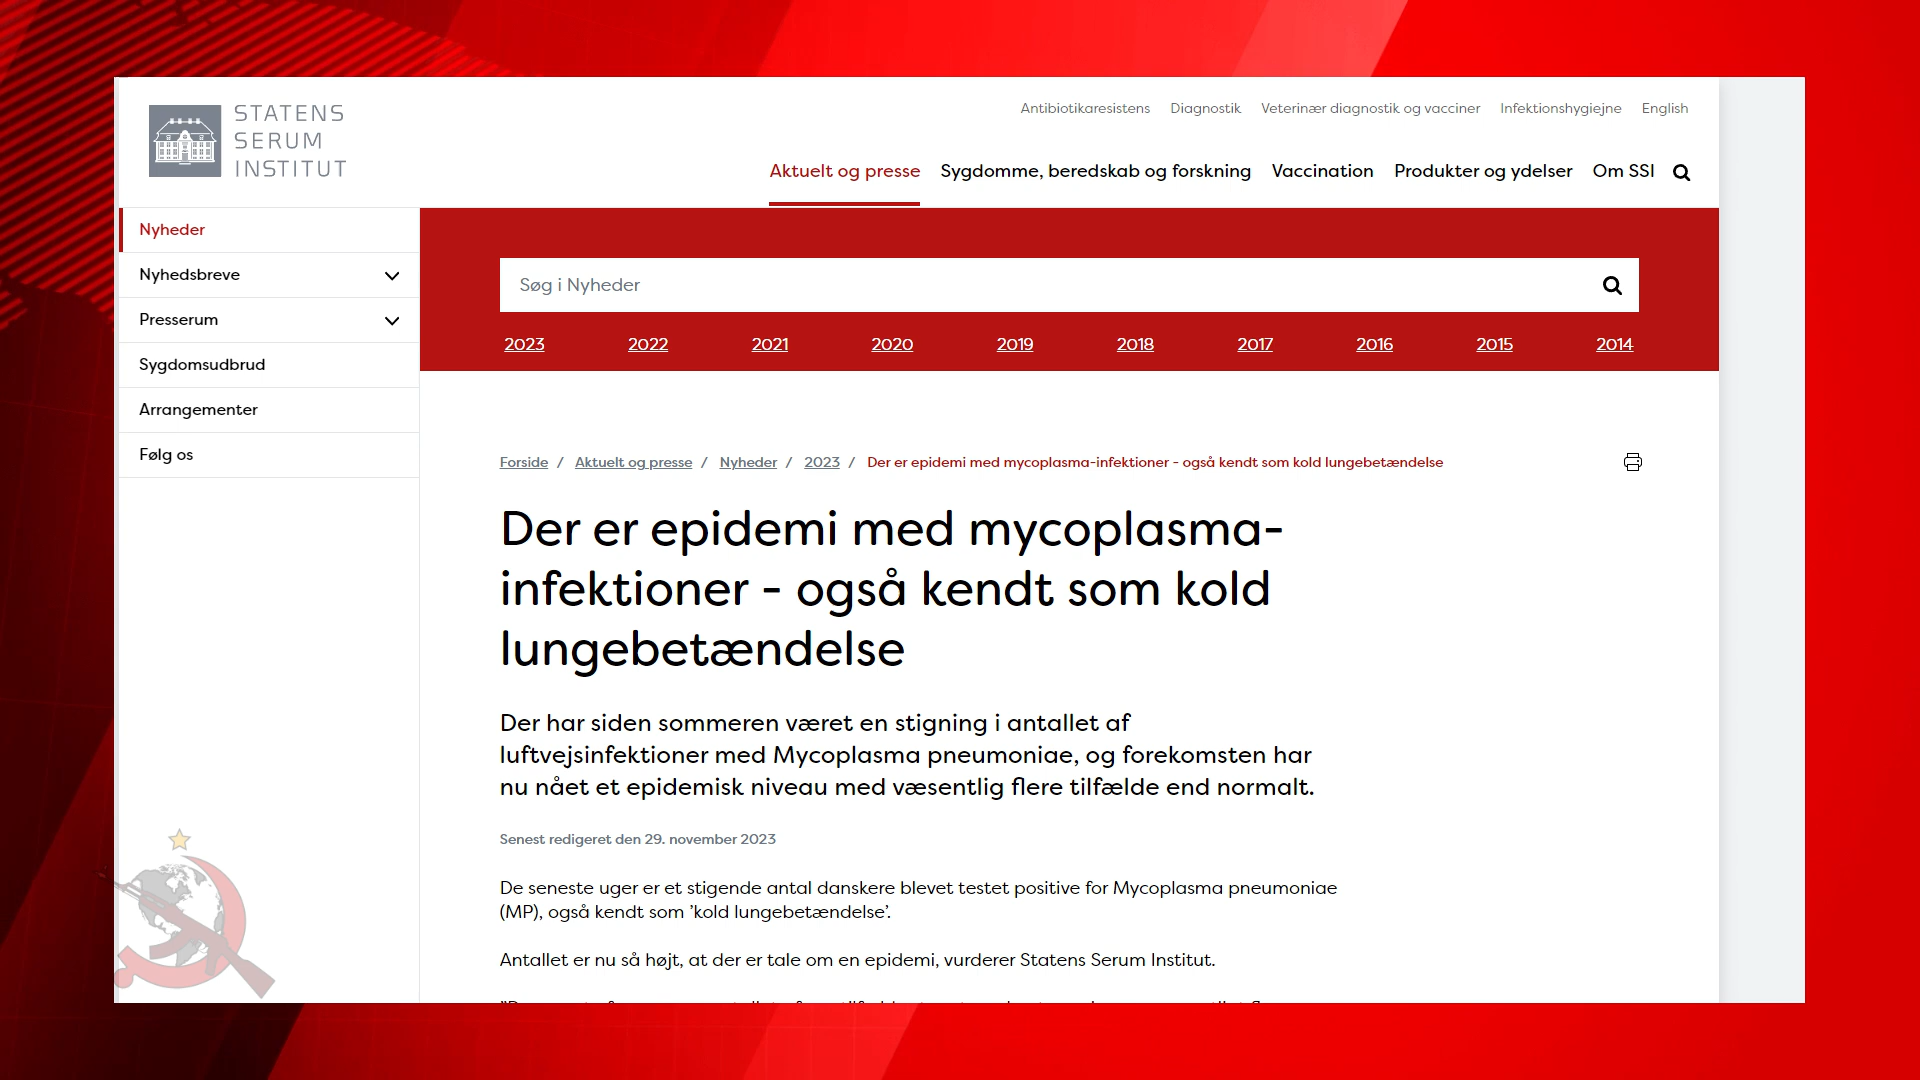 STATENS
SERUM
INSTITUT
Antibiotikaresistens Diagnostik Veterinær diagnostik og vacciner Infektionshygiejne English
Aktuelt og presse Sygdomme, beredskab og forskning Vaccination Produkter og ydelser Om SSI
Nyheder
Nyhedsbreve
Presserum
Sygdomsudbrud
Arrangementer
Følg os
Søg i Nyheder
2023 2022 2021 2020 2019 2018 2017 2016 2015 2014
Forside / Aktuelt og presse / Nyheder / 2023 / Der er epidemi med mycoplasma-infektioner - også kendt som kold lungebetændelse
Der er epidemi med mycoplasma-
infektioner - også kendt som kold
lungebetændelse
Der har siden sommeren været en stigning i antallet af
luftvejsinfektioner med Mycoplasma pneumoniae, og forekomsten har
nu nået et epidemisk niveau med væsentlig flere tilfælde end normalt.
Senest redigeret den 29. november 2023
De seneste uger er et stigende antal danskere blevet testet positive for Mycoplasma pneumoniae
(MP), også kendt som ’kold lungebetændelse’.
Antallet er nu så højt, at der er tale om en epidemi, vurderer Statens Serum Institut.